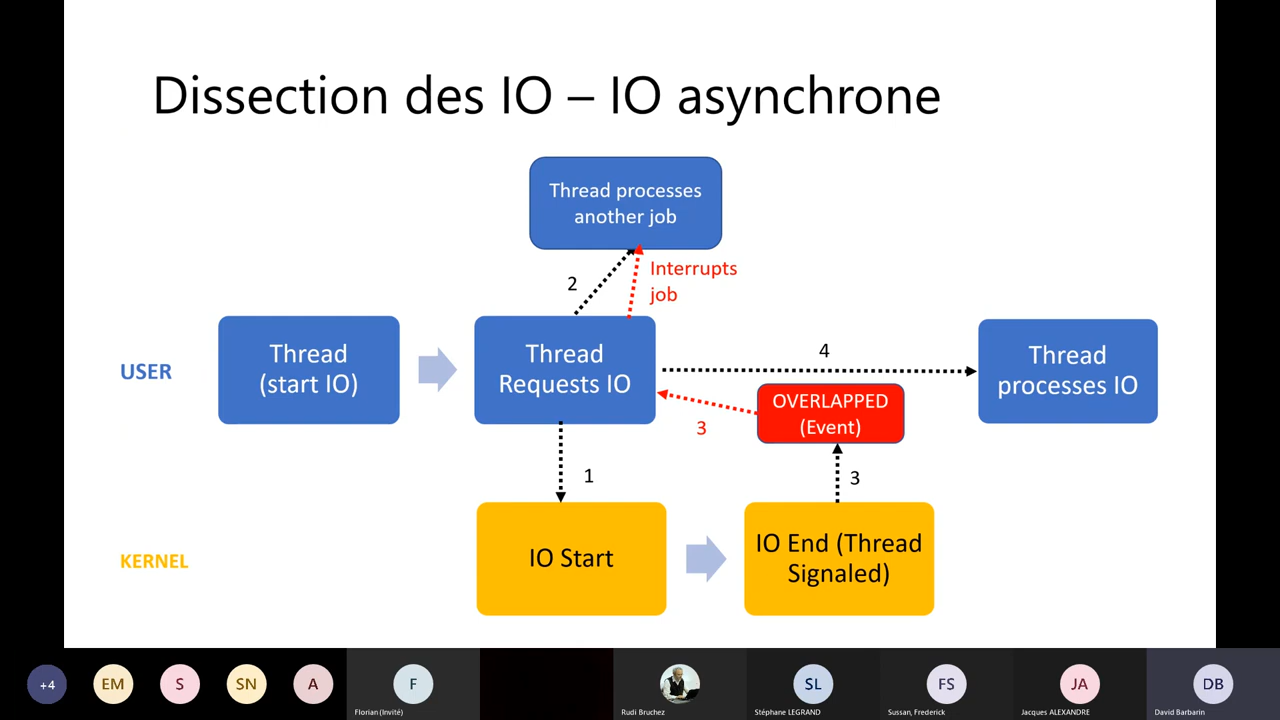 Dissection des IO – IO asynchrone
Thread processes
another job
2
Interrupts
job
USER
Thread
(start IO)
Thread
Requests IO
4
Thread
processes IO
OVERLAPPED
(Event)
3
1
3
KERNEL
IO Start
IO End (Thread
Signaled)
+4
EM
S
SN
A
F
Florian (Invité)
Rudi Bruchez
SL
Stéphane LEGRAND
FS
Sussan, Frederick
JA
Jacques ALEXANDRE
DB
David Barbarin